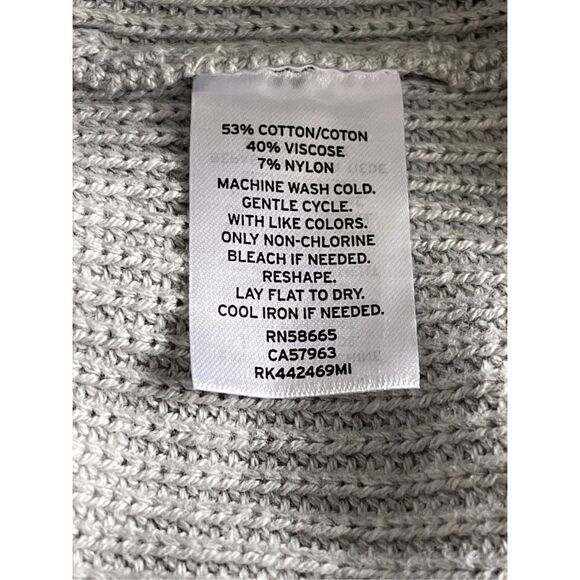 53% COTTON/COTON
40% VISCOSE
7% NYLON
MACHINE WASH COLD.
GENTLE CYCLE.
WITH LIKE COLORS.
ONLY NON-CHLORINE
BLEACH IF NEEDED.
RESHAPE.
LAY FLAT TO DRY.
COOL IRON IF NEEDED.
RN58665
CA57963
RK442469MI